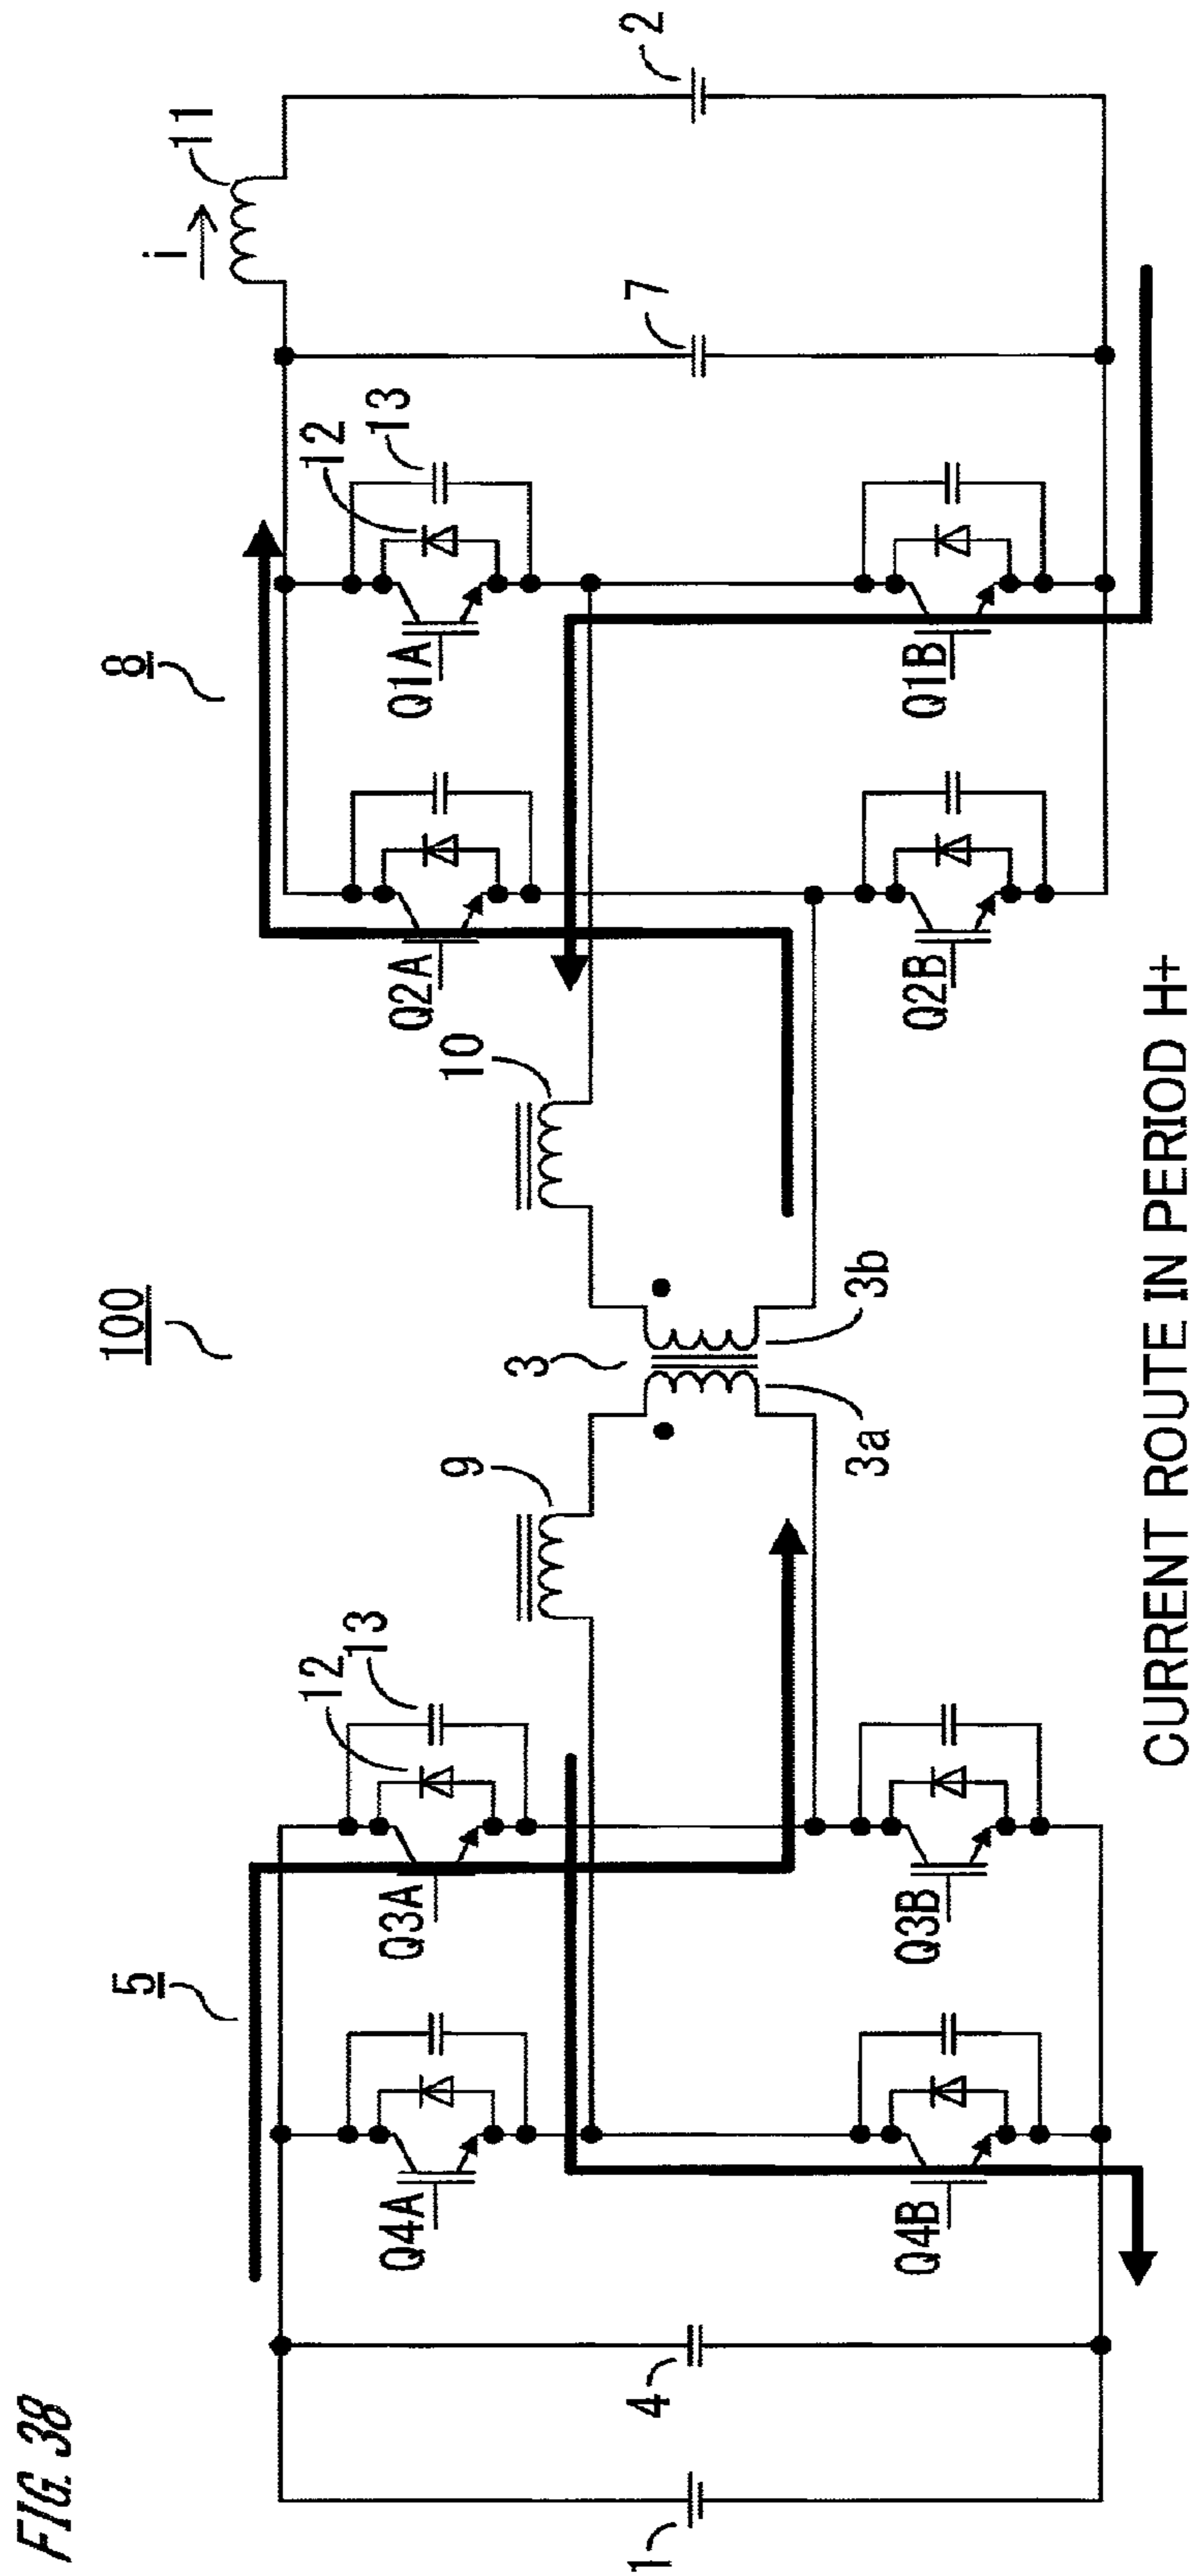 FIG. 38
100
5
8
i
11
12
13
12
13
9
10
Q4A
Q3A
Q2A
Q1A
1
4
3
7
2
3a
3b
Q4B
Q3B
Q2B
Q1B
CURRENT ROUTE IN PERIOD H+